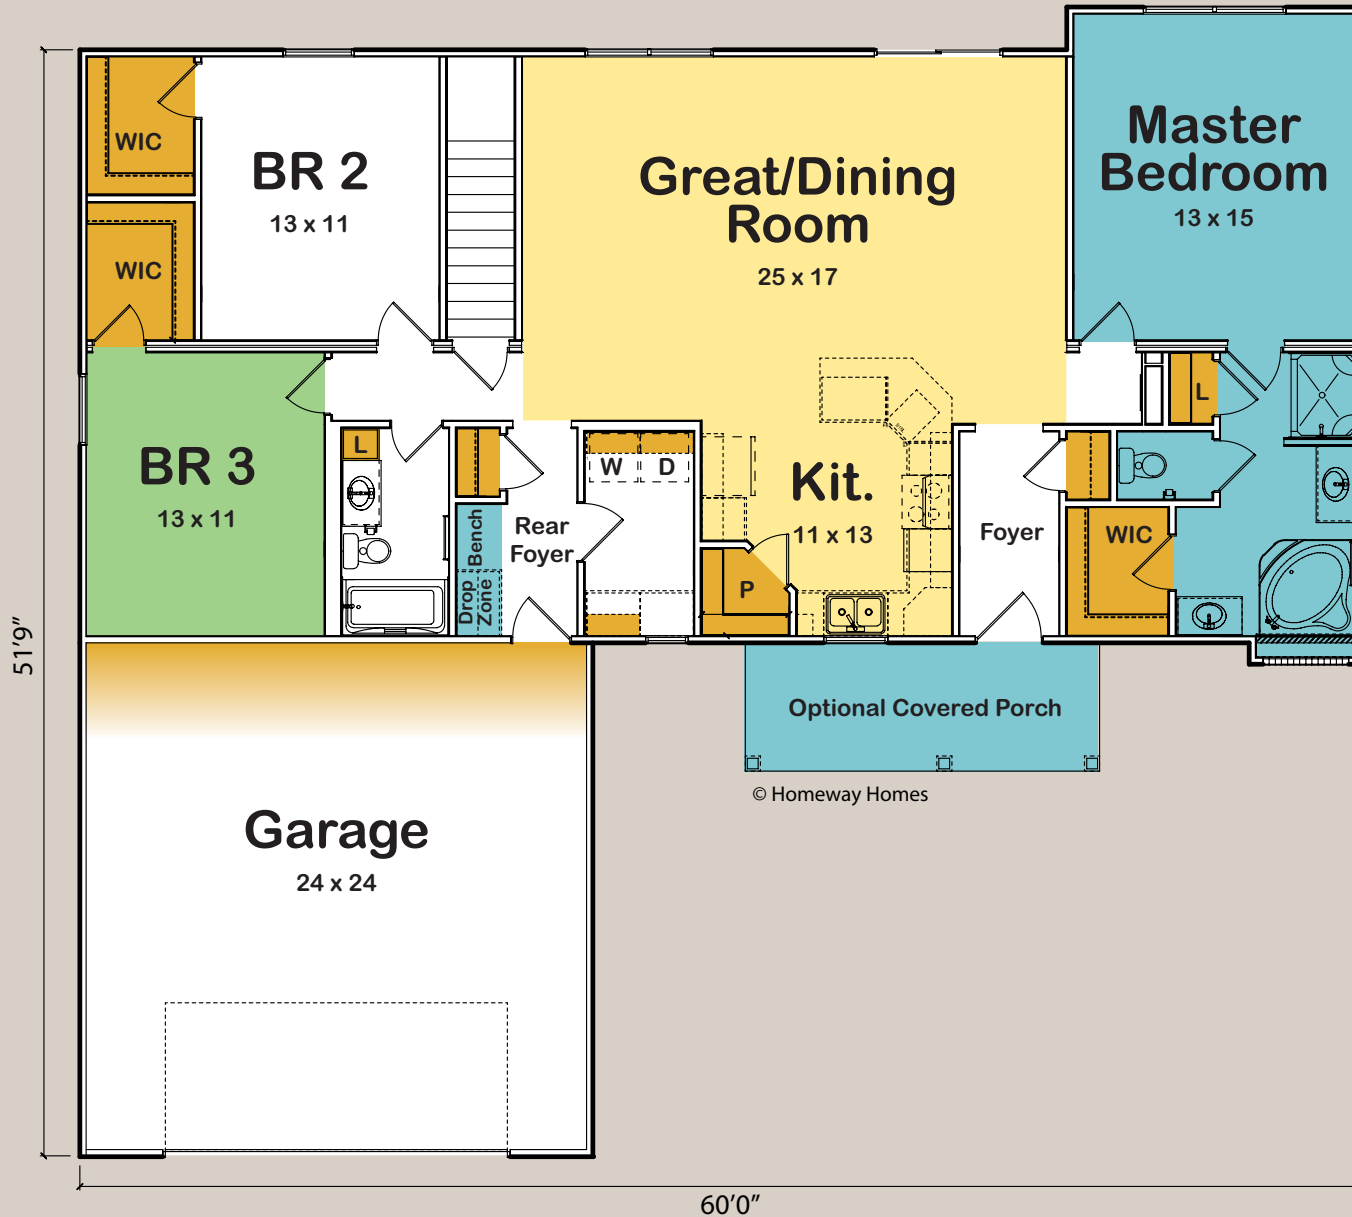 Master
Bedroom
13 x 15
WIC
BR 2
13 x 11
Great/Dining
Room
25 x 17
WIC
L
L
BR 3
13 x 11
W
D
Kit.
11 x 13
Rear
Foyer
Bench
Drop
Zone
Foyer
WIC
P
51'9"
Optional Covered Porch
© Homeway Homes
Garage
24 x 24
60'0"